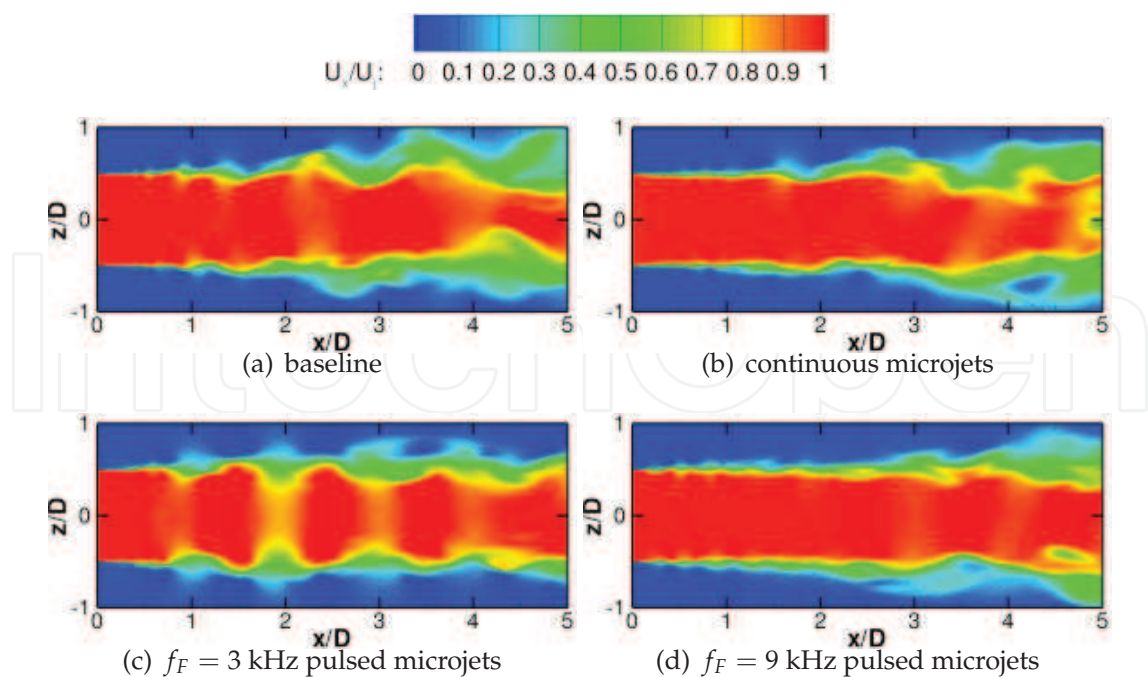 Uₓ/Uⱼ: 0 0.1 0.2 0.3 0.4 0.5 0.6 0.7 0.8 0.9 1
z/D
1
0
-1
0 1 2 3 4 5
x/D
(a) baseline
z/D
1
0
-1
0 1 2 3 4 5
x/D
(b) continuous microjets
z/D
1
0
-1
0 1 2 3 4 5
x/D
(c) f_F = 3 kHz pulsed microjets
z/D
1
0
-1
0 1 2 3 4 5
x/D
(d) f_F = 9 kHz pulsed microjets
IntechOpen